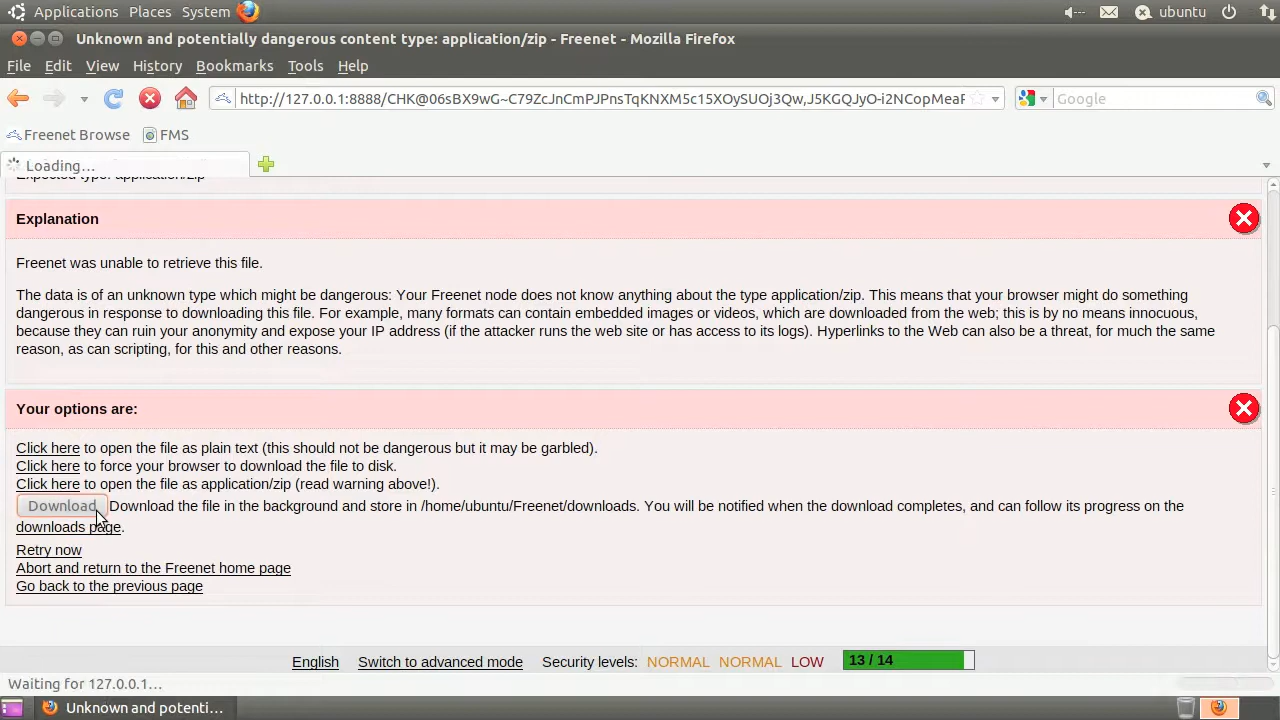 Applications Places System ubuntu
Unknown and potentially dangerous content type: application/zip - Freenet - Mozilla Firefox
File Edit View History Bookmarks Tools Help
http://127.0.0.1:8888/CHK@06sBX9wG~C79ZcJnCmPJPnsTqKNXM5c15XOySUOj3Qw,J5KGQJyO-i2NCopMeaF Google
Freenet Browse FMS
Loading...
Expected type: application/zip
Explanation
Freenet was unable to retrieve this file.
The data is of an unknown type which might be dangerous: Your Freenet node does not know anything about the type application/zip. This means that your browser might do something
dangerous in response to downloading this file. For example, many formats can contain embedded images or videos, which are downloaded from the web; this is by no means innocuous,
because they can ruin your anonymity and expose your IP address (if the attacker runs the web site or has access to its logs). Hyperlinks to the Web can also be a threat, for much the same
reason, as can scripting, for this and other reasons.
Your options are:
Click here to open the file as plain text (this should not be dangerous but it may be garbled).
Click here to force your browser to download the file to disk.
Click here to open the file as application/zip (read warning above!).
Download Download the file in the background and store in /home/ubuntu/Freenet/downloads. You will be notified when the download completes, and can follow its progress on the
downloads page.
Retry now
Abort and return to the Freenet home page
Go back to the previous page
English Switch to advanced mode Security levels: NORMAL NORMAL LOW 13 / 14
Waiting for 127.0.0.1...
Unknown and potenti...